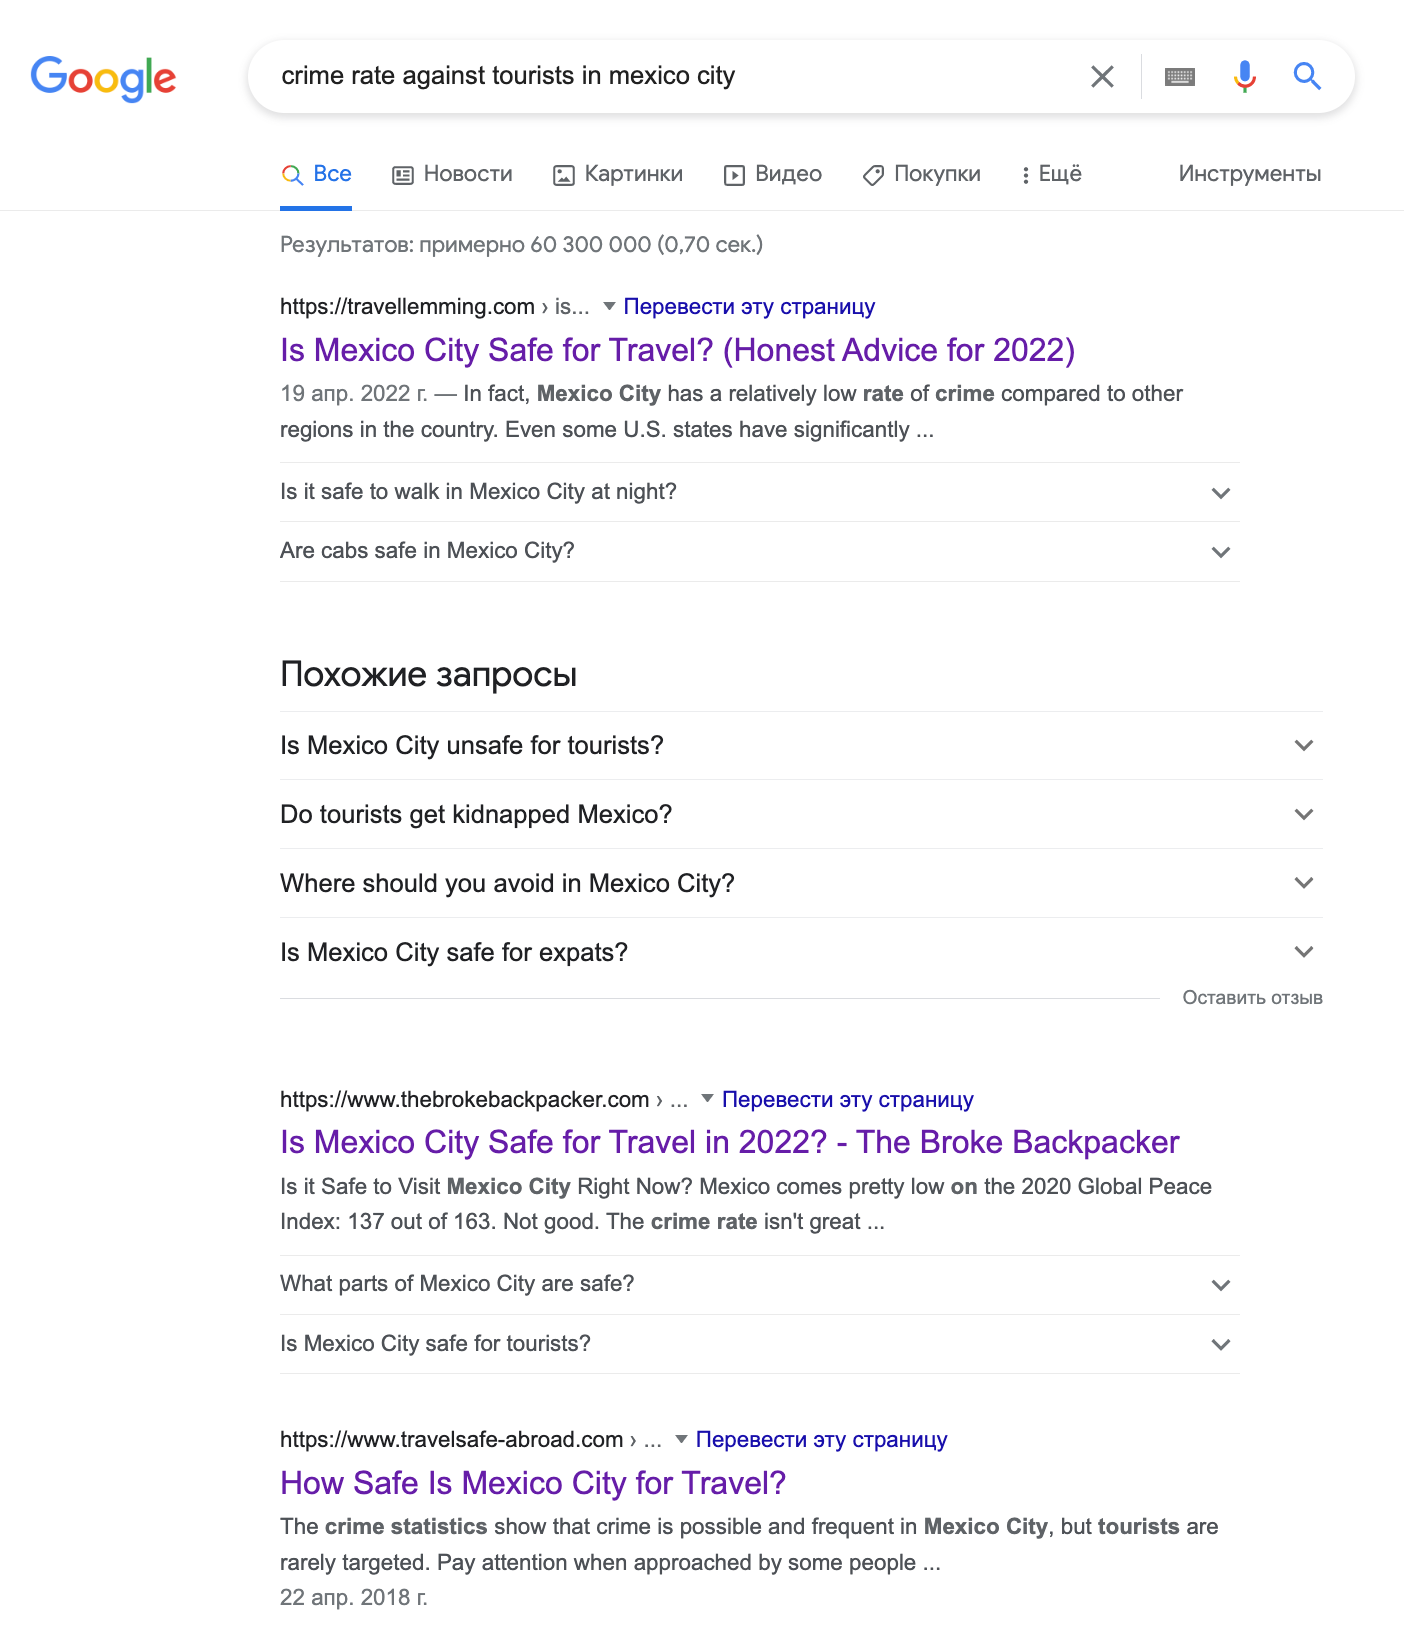 Google
crime rate against tourists in mexico city
Все Новости Картинки Видео Покупки Ещё Инструменты
Результатов: примерно 60 300 000 (0,70 сек.)
https://travellemming.com › is... Перевести эту страницу
Is Mexico City Safe for Travel? (Honest Advice for 2022)
19 апр. 2022 г. — In fact, Mexico City has a relatively low rate of crime compared to other
regions in the country. Even some U.S. states have significantly ...
Is it safe to walk in Mexico City at night?
Are cabs safe in Mexico City?
Похожие запросы
Is Mexico City unsafe for tourists?
Do tourists get kidnapped Mexico?
Where should you avoid in Mexico City?
Is Mexico City safe for expats?
Оставить отзыв
https://www.thebrokebackpacker.com › ... Перевести эту страницу
Is Mexico City Safe for Travel in 2022? - The Broke Backpacker
Is it Safe to Visit Mexico City Right Now? Mexico comes pretty low on the 2020 Global Peace
Index: 137 out of 163. Not good. The crime rate isn't great ...
What parts of Mexico City are safe?
Is Mexico City safe for tourists?
https://www.travelsafe-abroad.com › ... Перевести эту страницу
How Safe Is Mexico City for Travel?
The crime statistics show that crime is possible and frequent in Mexico City, but tourists are
rarely targeted. Pay attention when approached by some people ...
22 апр. 2018 г.